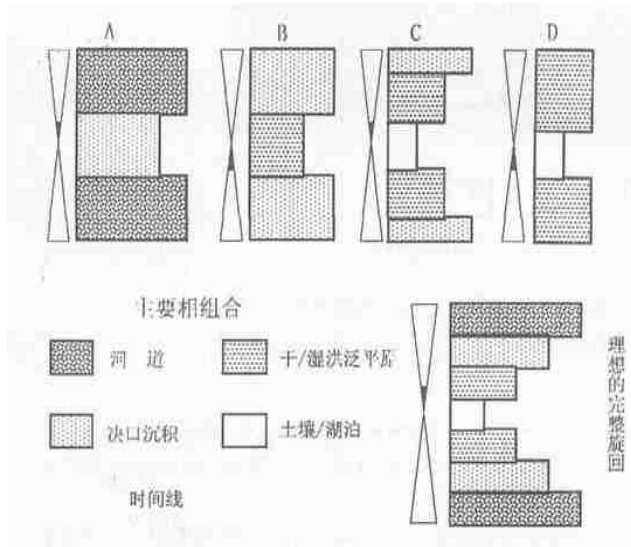 A B C D
主要相组合
河 道
干/湿洪泛平原
决口沉积
土壤/湖泊
时间线
理想的完整旋回